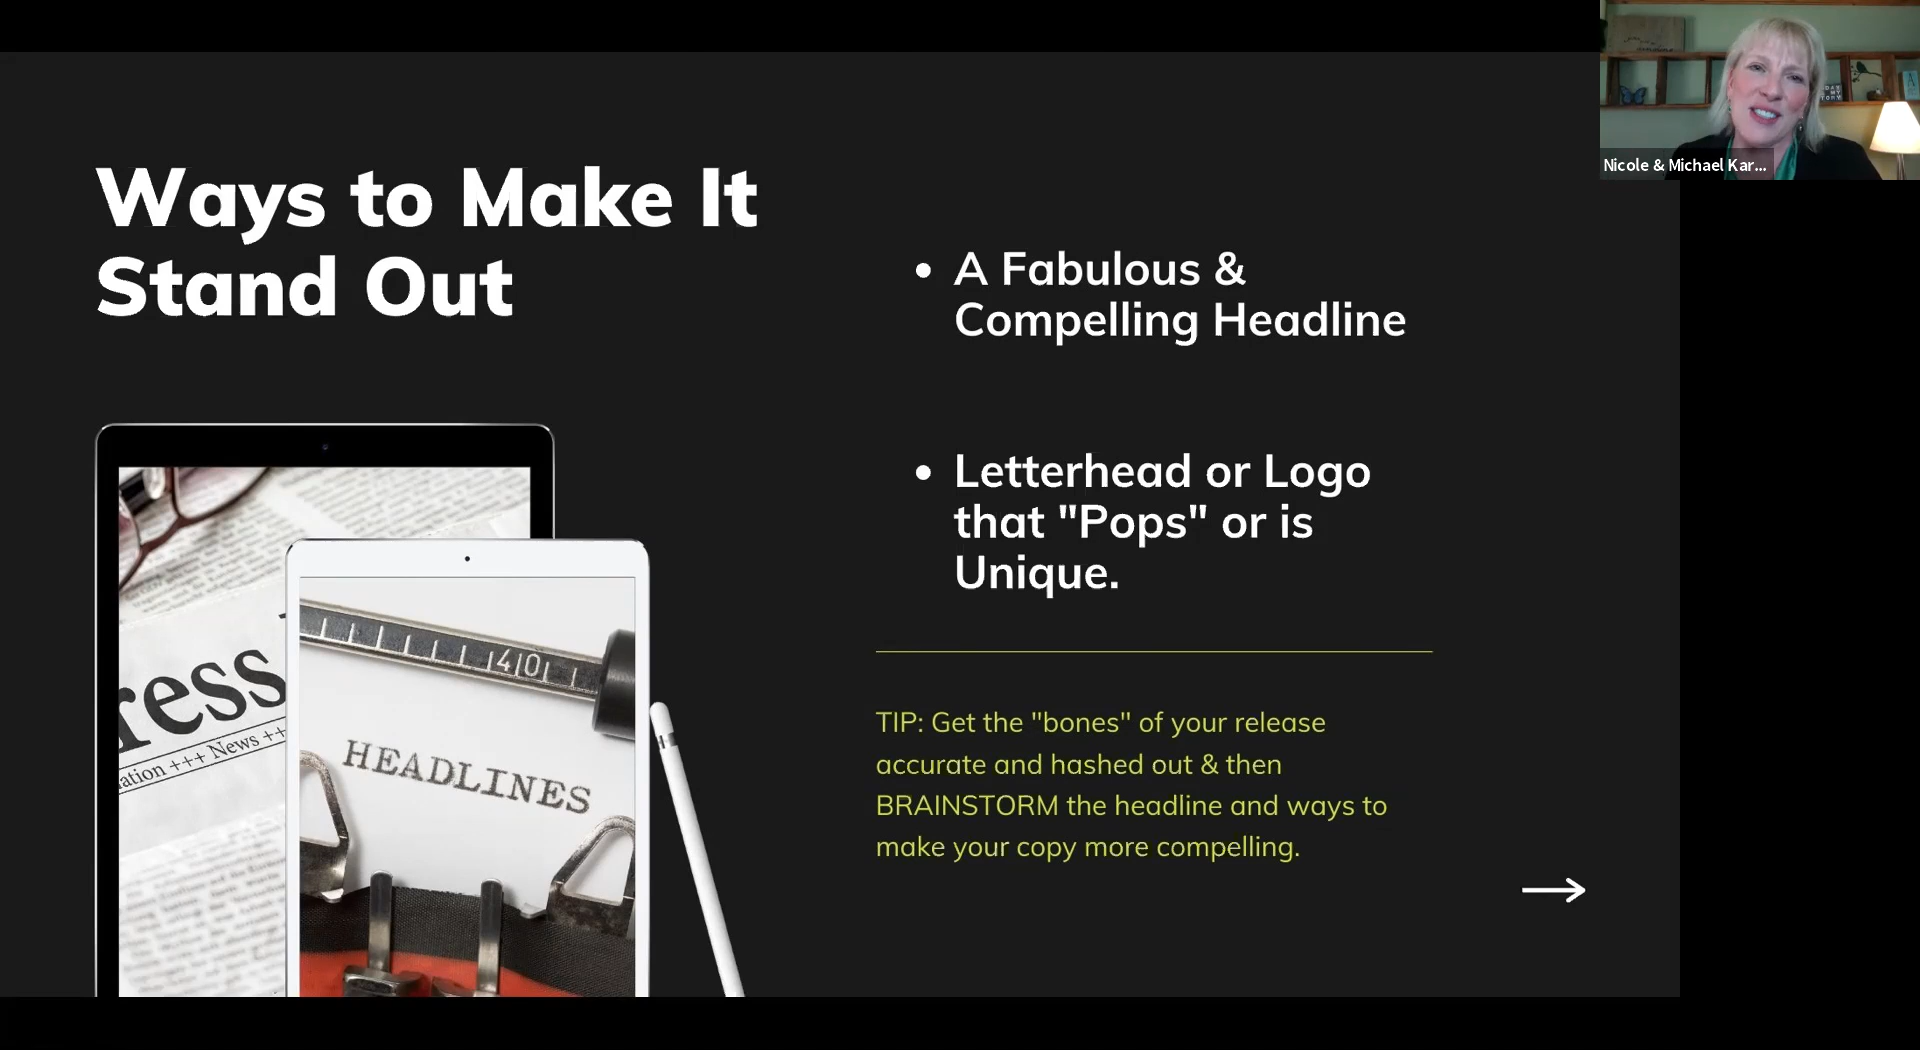 Ways to Make It
Stand Out
• A Fabulous &
Compelling Headline
• Letterhead or Logo
that "Pops" or is
Unique.
TIP: Get the "bones" of your release
accurate and hashed out & then
BRAINSTORM the headline and ways to
make your copy more compelling.
ress
ation +++ News ++
40
HEADLINES
Nicole & Michael Kar...